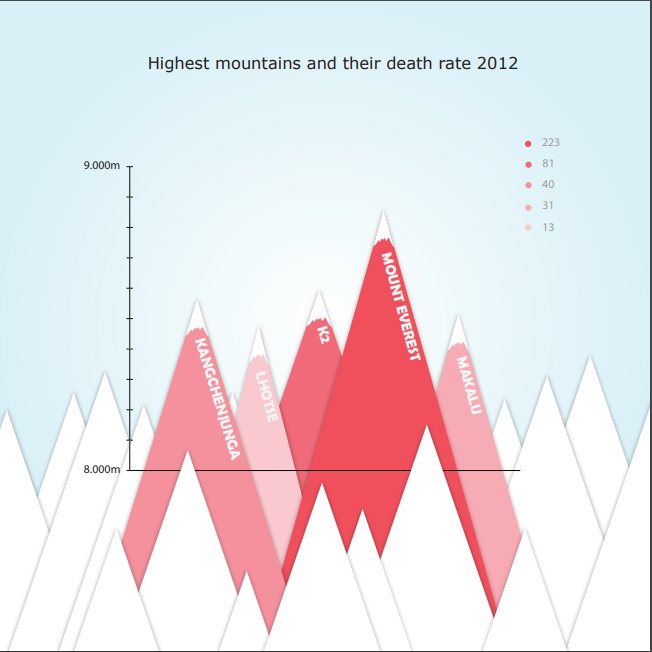 Highest mountains and their death rate 2012
223
81
40
31
13
9.000m
8.000m
KANGCHENJUNGA
LHOTSE
K2
MOUNT EVEREST
MAKALU